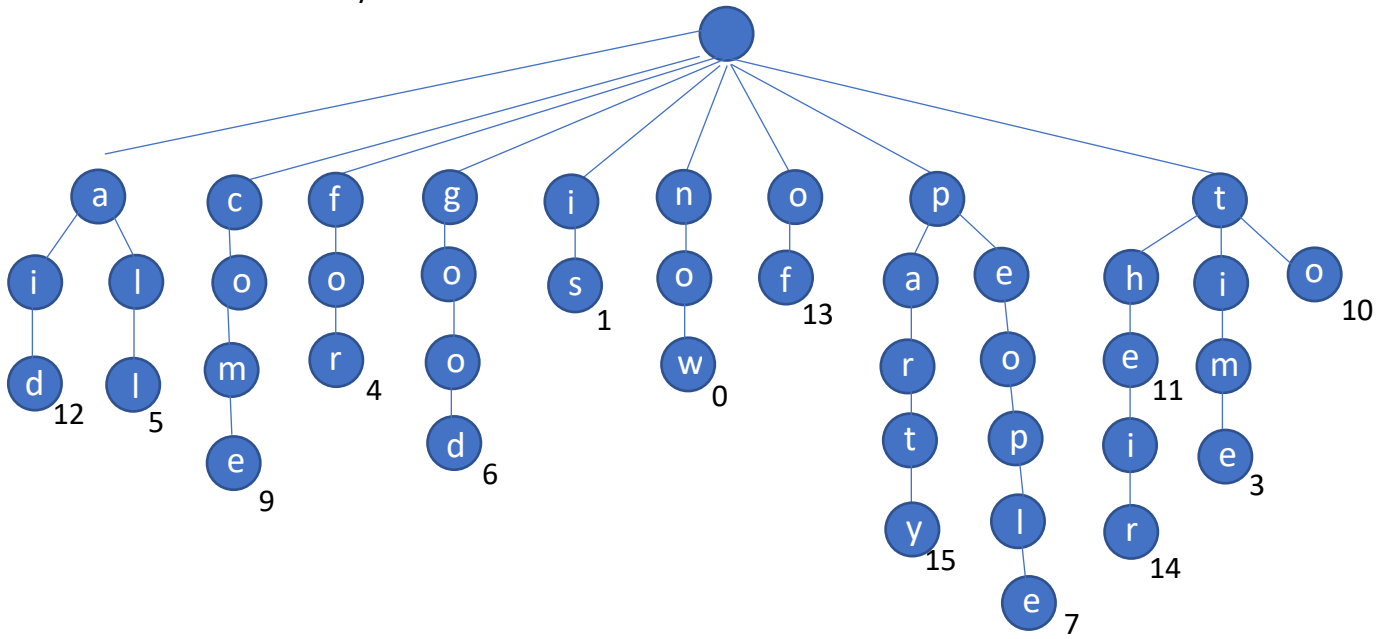 a c f g i n o p t
i l o o o s o f a e h i o
1 13 10
d l m r o w r o e m
12 5 4 0 11
e d t p i e
9 6 3
y l r
15 14
e
7